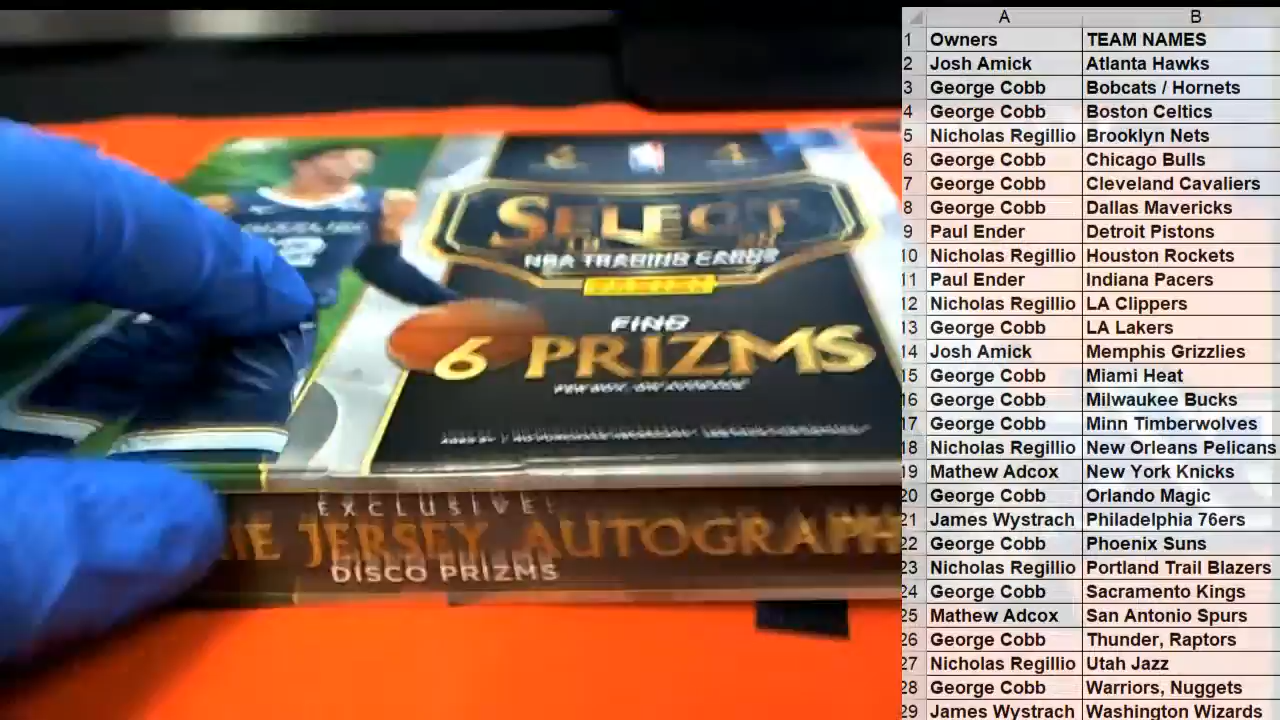 SELECT
NBA TRADING CARDS
FIND
6 PRIZMS
PER BOX, ON AVERAGE
EXCLUSIVE!
JERSEY AUTOGRAPH
DISCO PRIZMS
A B
1 Owners TEAM NAMES
2 Josh Amick Atlanta Hawks
3 George Cobb Bobcats / Hornets
4 George Cobb Boston Celtics
5 Nicholas Regillio Brooklyn Nets
6 George Cobb Chicago Bulls
7 George Cobb Cleveland Cavaliers
8 George Cobb Dallas Mavericks
9 Paul Ender Detroit Pistons
10 Nicholas Regillio Houston Rockets
11 Paul Ender Indiana Pacers
12 Nicholas Regillio LA Clippers
13 George Cobb LA Lakers
14 Josh Amick Memphis Grizzlies
15 George Cobb Miami Heat
16 George Cobb Milwaukee Bucks
17 George Cobb Minn Timberwolves
18 Nicholas Regillio New Orleans Pelicans
19 Mathew Adcox New York Knicks
20 George Cobb Orlando Magic
21 James Wystrach Philadelphia 76ers
22 George Cobb Phoenix Suns
23 Nicholas Regillio Portland Trail Blazers
24 George Cobb Sacramento Kings
25 Mathew Adcox San Antonio Spurs
26 George Cobb Thunder, Raptors
27 Nicholas Regillio Utah Jazz
28 George Cobb Warriors, Nuggets
29 James Wystrach Washington Wizards